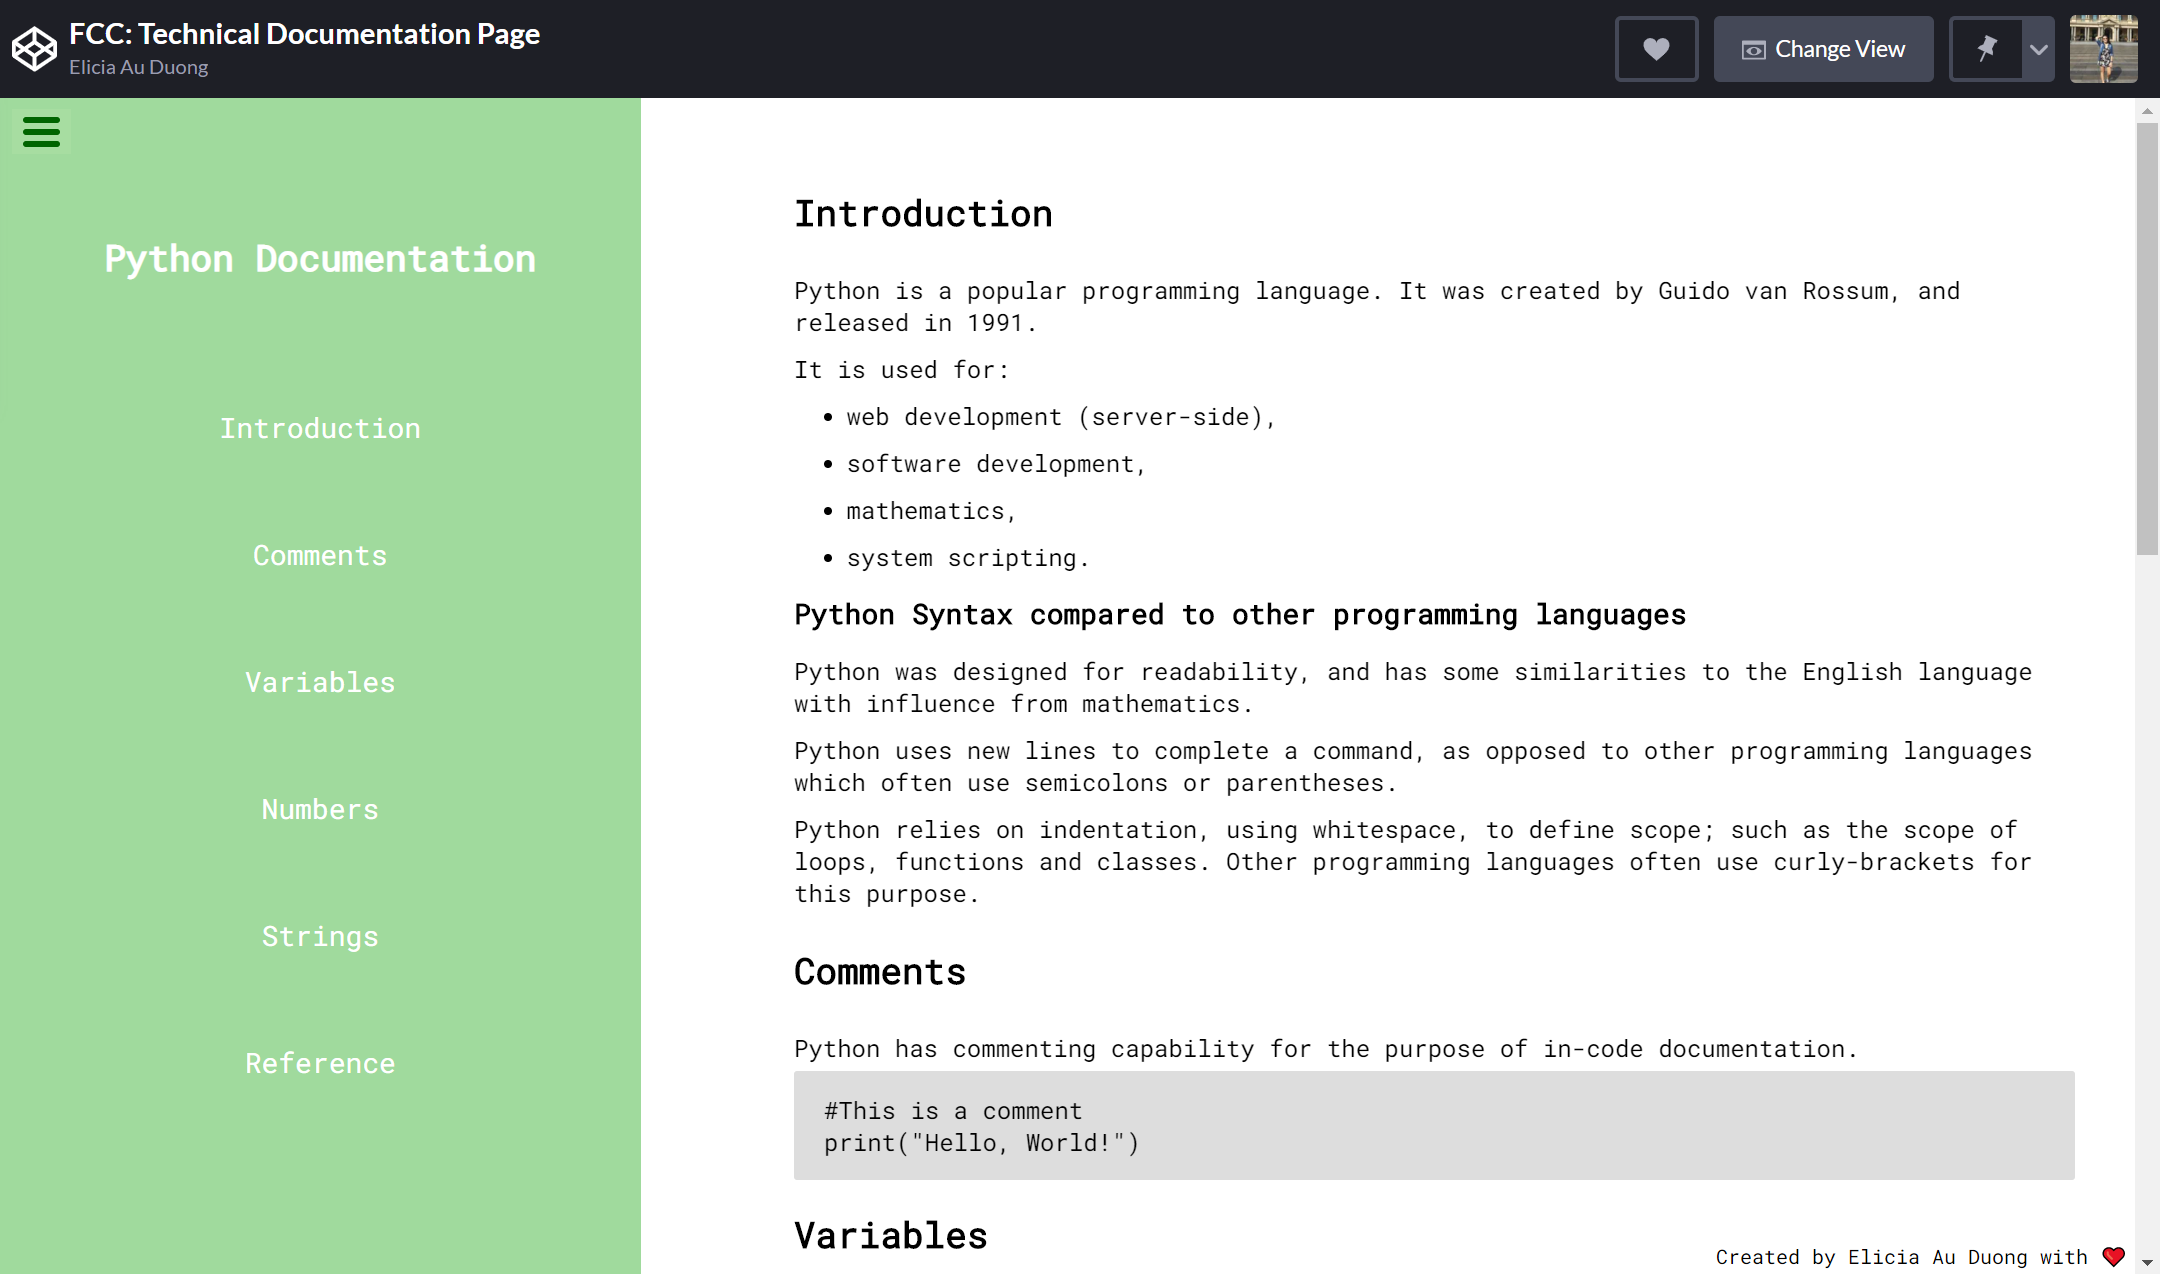 FCC: Technical Documentation Page
Elicia Au Duong
Change View
Python Documentation
Introduction
Comments
Variables
Numbers
Strings
Reference
Introduction
Python is a popular programming language. It was created by Guido van Rossum, and
released in 1991.
It is used for:
• web development (server-side),
• software development,
• mathematics,
• system scripting.
Python Syntax compared to other programming languages
Python was designed for readability, and has some similarities to the English language
with influence from mathematics.
Python uses new lines to complete a command, as opposed to other programming languages
which often use semicolons or parentheses.
Python relies on indentation, using whitespace, to define scope; such as the scope of
loops, functions and classes. Other programming languages often use curly-brackets for
this purpose.
Comments
Python has commenting capability for the purpose of in-code documentation.
#This is a comment
print("Hello, World!")
Variables
Created by Elicia Au Duong with ❤